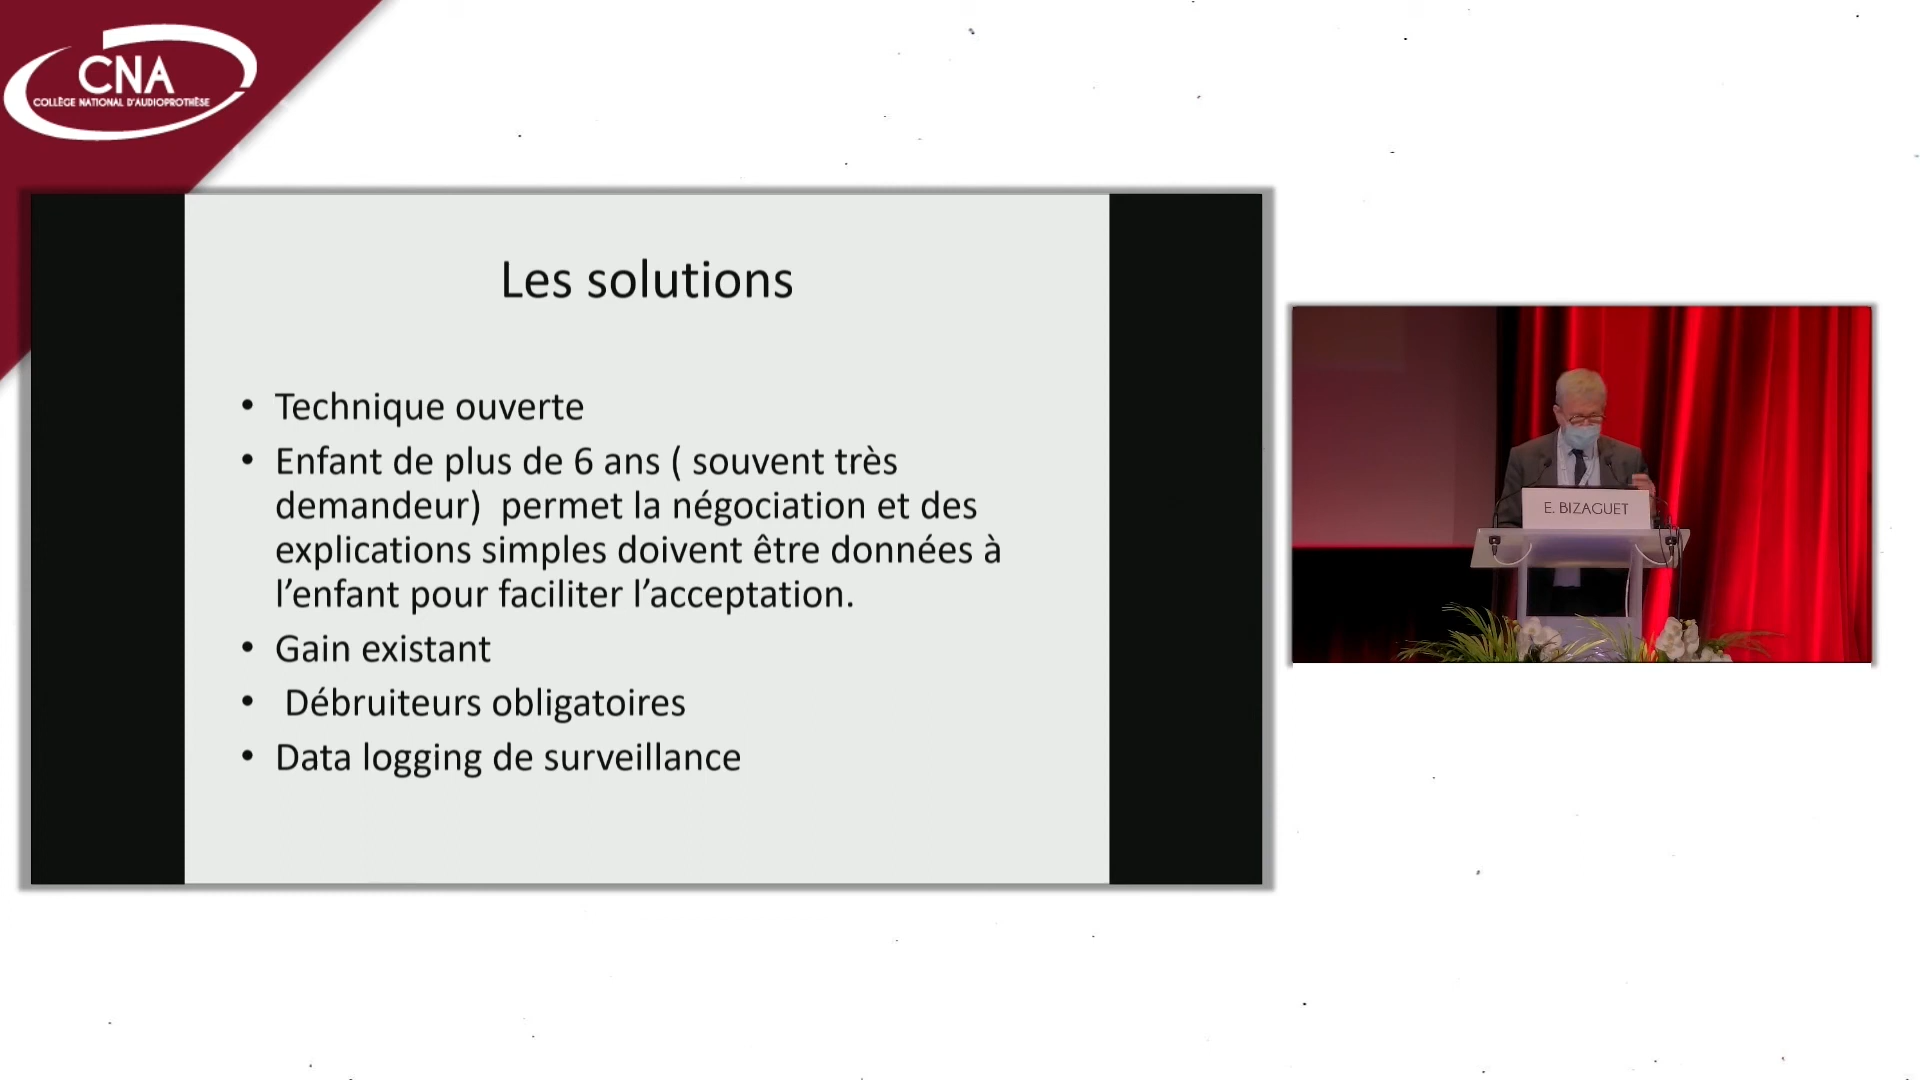 CNA
COLLÈGE NATIONAL D'AUDIOPROTHÈSE
Les solutions
• Technique ouverte
• Enfant de plus de 6 ans ( souvent très
demandeur)  permet la négociation et des
explications simples doivent être données à
l’enfant pour faciliter l’acceptation.
• Gain existant
•  Débruiteurs obligatoires
• Data logging de surveillance
E. BIZAGUET